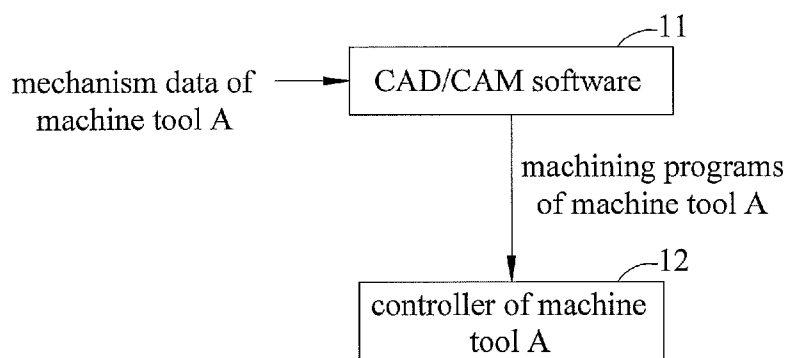 11
mechanism data of
machine tool A
CAD/CAM software
machining programs
of machine tool A
12
controller of machine
tool A